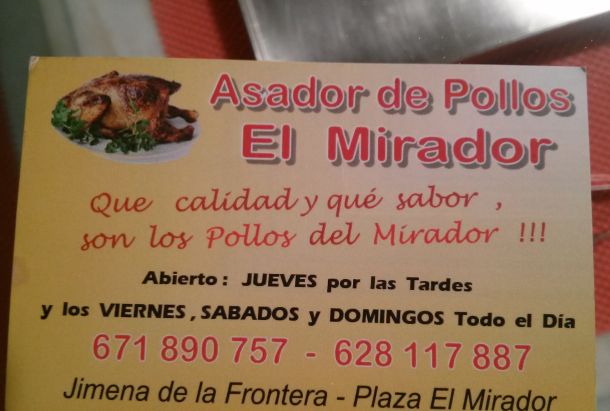 Asador de Pollos
El Mirador
Que calidad y qué sabor ,
son los Pollos del Mirador !!!
Abierto : JUEVES por las Tardes
y los VIERNES , SABADOS y DOMINGOS Todo el Día
671 890 757 - 628 117 887
Jimena de la Frontera - Plaza El Mirador